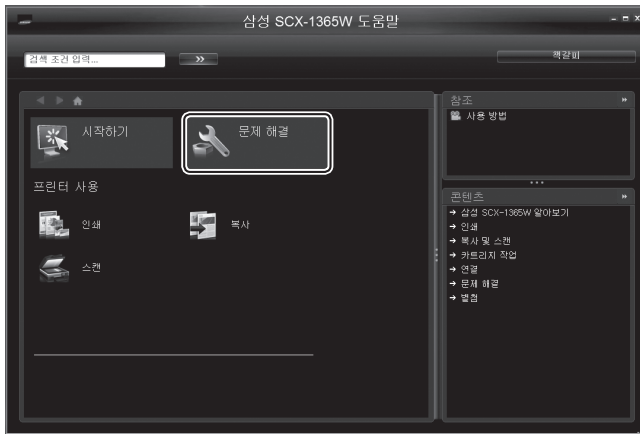 삼성 SCX-1365W 도움말
검색 조건 입력...
책갈피
시작하기
문제 해결
프린터 사용
인쇄
복사
스캔
참조
사용 방법
콘텐츠
삼성 SCX-1365W 알아보기
인쇄
복사 및 스캔
카트리지 작업
연결
문제 해결
별첨